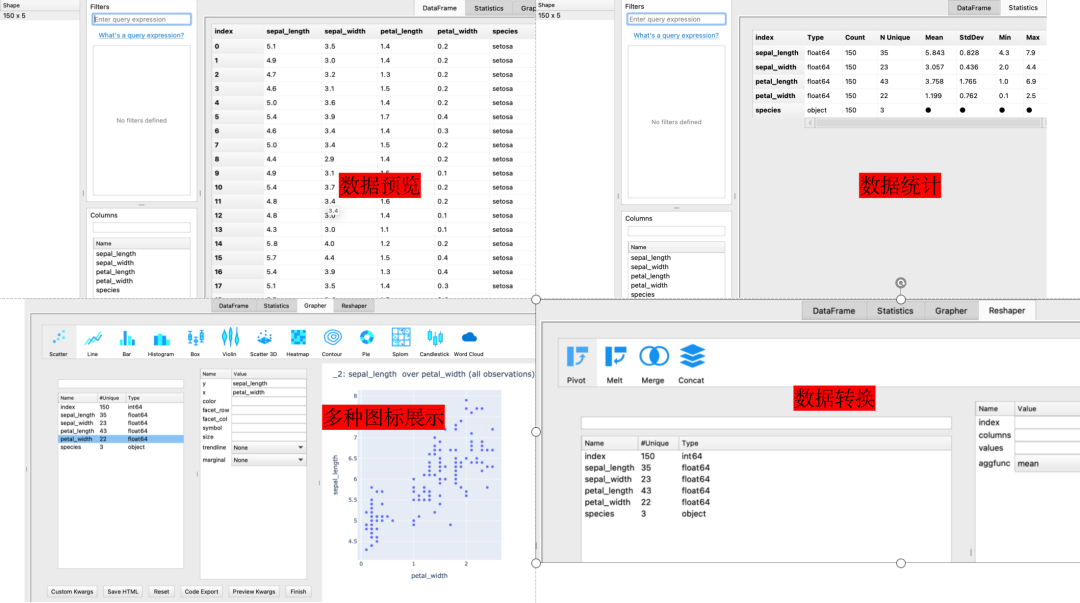 Shape
150 x 5
Filters
Enter query expression
What's a query expression?
No filters defined
Columns
Name
sepal_length
sepal_width
petal_length
petal_width
species
DataFrame Statistics Grap
index sepal_length sepal_width petal_length petal_width species
0 5.1 3.5 1.4 0.2 setosa
1 4.9 3.0 1.4 0.2 setosa
2 4.7 3.2 1.3 0.2 setosa
3 4.6 3.1 1.5 0.2 setosa
4 5.0 3.6 1.4 0.2 setosa
5 5.4 3.9 1.7 0.4 setosa
6 4.6 3.4 1.4 0.3 setosa
7 5.0 3.4 1.5 0.2 setosa
8 4.4 2.9 1.4 0.2 setosa
9 4.9 3.1 0.1 setosa
10 5.4 3.7 0.2 setosa
11 4.8 3.4 1.6 0.2 setosa
12 4.8 3.0 1.4 0.1 setosa
13 4.3 3.0 1.1 0.1 setosa
14 5.8 4.0 1.2 0.2 setosa
15 5.7 4.4 1.5 0.4 setosa
16 5.4 3.9 1.3 0.4 setosa
17 5.1 3.5 1.4 0.3 setosa
3.4
数据预览
Shape
150 x 5
Filters
Enter query expression
What's a query expression?
No filters defined
Columns
Name
sepal_length
sepal_width
petal_length
petal_width
species
DataFrame Statistics
index Type Count N Unique Mean StdDev Min Max
sepal_length float64 150 35 5.843 0.828 4.3 7.9
sepal_width float64 150 23 3.057 0.436 2.0 4.4
petal_length float64 150 43 3.758 1.765 1.0 6.9
petal_width float64 150 22 1.199 0.762 0.1 2.5
species object 150 3 ● ● ● ●
数据统计
DataFrame Statistics Grapher Reshaper
Scatter Line Bar Histogram Box Violin Scatter 3D Heatmap Contour Pie Splom Candlestick Word Cloud
Name #Unique Type
index 150 int64
sepal_length 35 float64
sepal_width 23 float64
petal_length 43 float64
petal_width 22 float64
species 3 object
Name Value
y sepal_length
x petal_width
color
facet_row
facet_col
symbol
size
trendline None
marginal None
_2: sepal_length over petal_width (all observations)
多种图标展示
8
6.5
6
5.5
5
4.5
sepal_length
0 1 2
petal_width
Custom Kwargs Save HTML Reset Code Export Preview Kwargs Finish
DataFrame Statistics Grapher Reshaper
Pivot Melt Merge Concat
数据转换
Name #Unique Type
index 150 int64
sepal_length 35 float64
sepal_width 23 float64
petal_length 43 float64
petal_width 22 float64
species 3 object
Name Value
index
columns
values
aggfunc mean